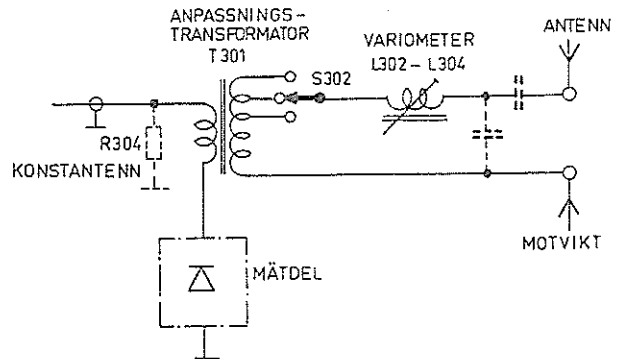 ANPASSNINGS-
TRANSFORMATOR
T301
VARIOMETER
L302-L304
ANTENN
S302
R304
KONSTANTENN
MÄTDEL
MOTVIKT